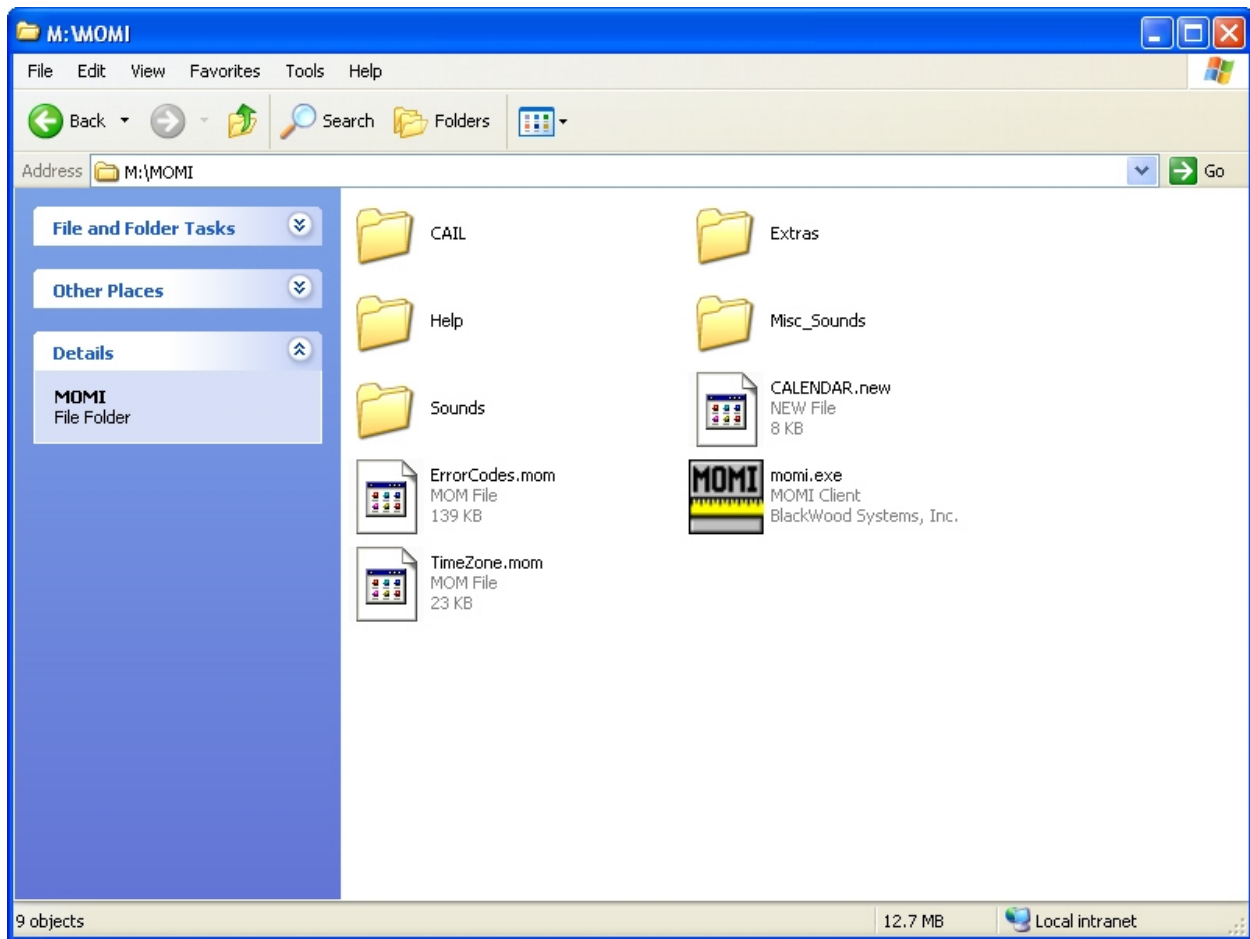 M:\MOMI
File Edit View Favorites Tools Help
Back Search Folders
Address M:\MOMI Go
File and Folder Tasks
Other Places
Details
MOMI
File Folder
CAIL
Extras
Help
Misc_Sounds
Sounds
CALENDAR.new
NEW File
8 KB
ErrorCodes.mom
MOM File
139 KB
MOMI
momi.exe
MOMI Client
BlackWood Systems, Inc.
TimeZone.mom
MOM File
23 KB
9 objects 12.7 MB Local intranet